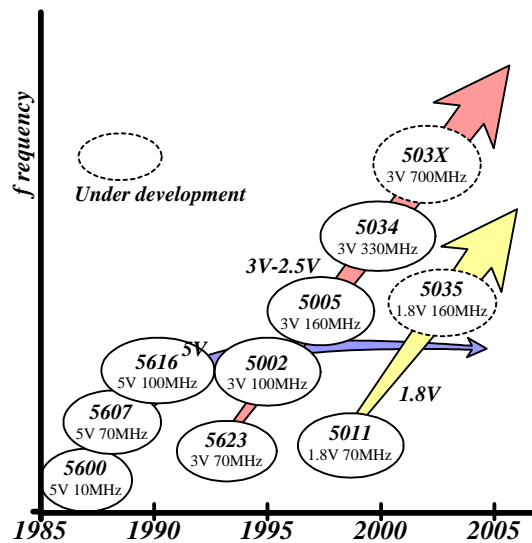 f requency
Under development
503X
3V 700MHz
5034
3V 330MHz
3V-2.5V
5035
1.8V 160MHz
5005
3V 160MHz
5V
5616
5V 100MHz
5002
3V 100MHz
1.8V
5607
5V 70MHz
5623
3V 70MHz
5011
1.8V 70MHz
5600
5V 10MHz
1985
1990
1995
2000
2005